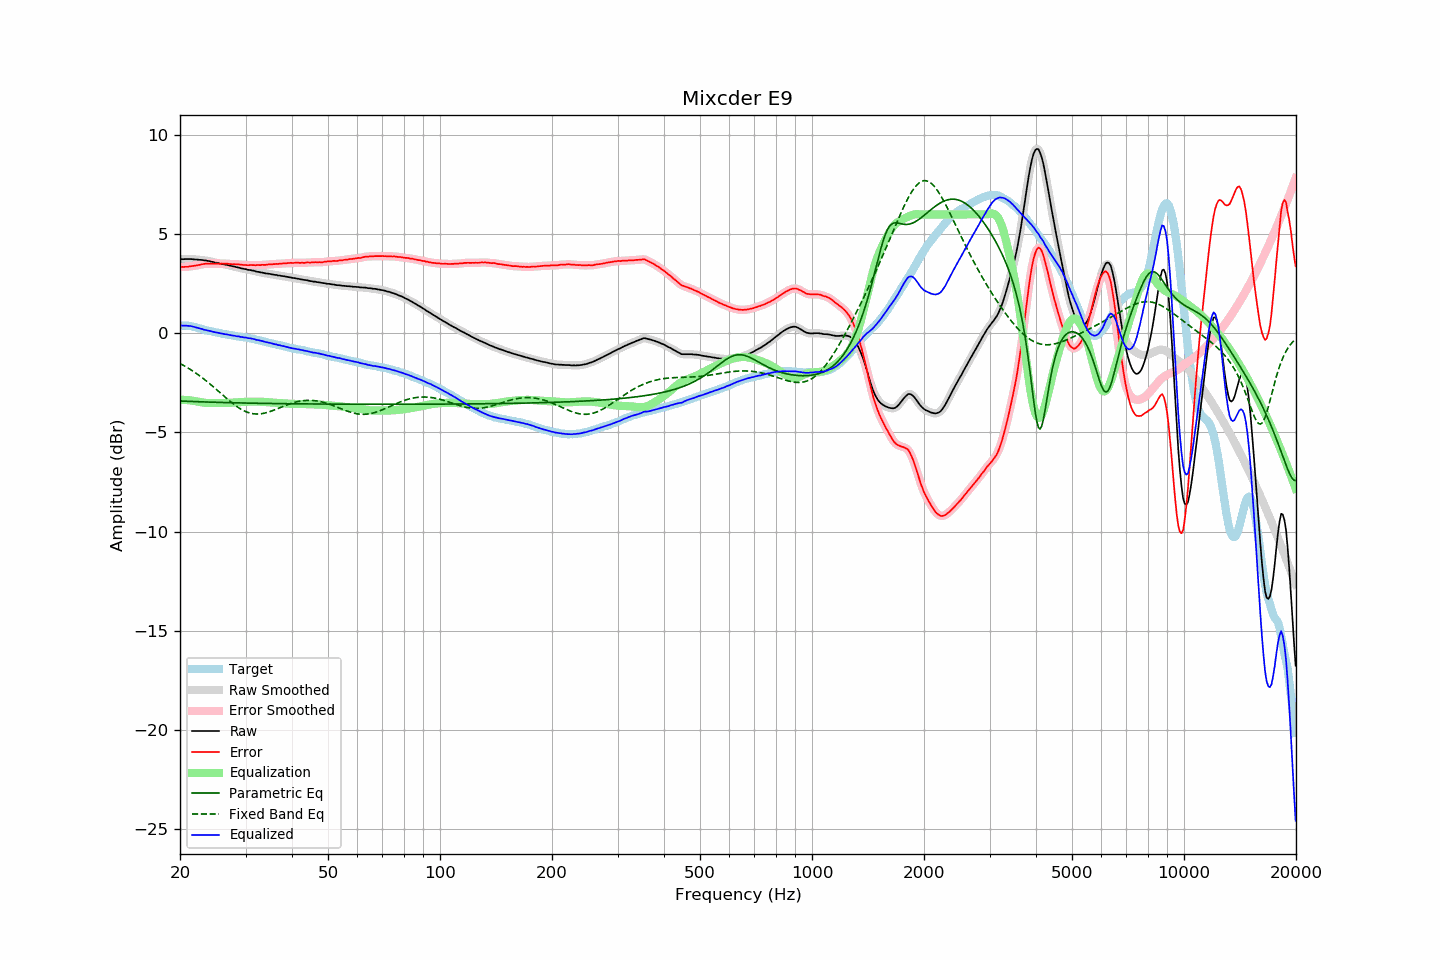 Mixcder E9
10
5
0
−5
−10
−15
−20
−25
Amplitude (dBr)
Target
Raw Smoothed
Error Smoothed
Raw
Error
Equalization
Parametric Eq
Fixed Band Eq
Equalized
20 50 100 200 500 1000 2000 5000 10000 20000
Frequency (Hz)